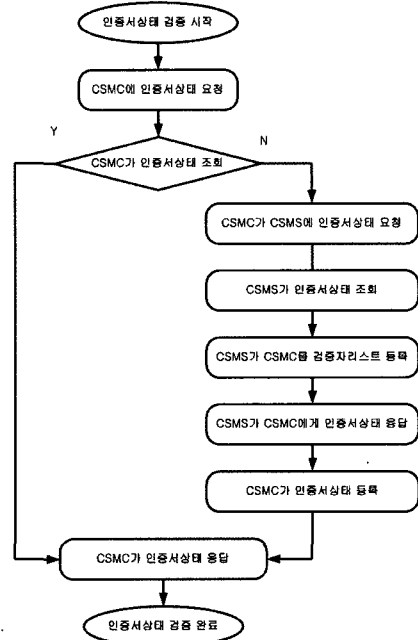 인증서상태 검증 시작
CSMC에 인증서상태 요청
Y
N
CSMC가 인증서상태 조회
CSMC가 CSMS에 인증서상태 요청
CSMS가 인증서상태 조회
CSMS가 CSMC를 검증자리스트 등록
CSMS가 CSMC에게 인증서상태 응답
CSMC가 인증서상태 등록
CSMC가 인증서상태 응답
인증서상태 검증 완료